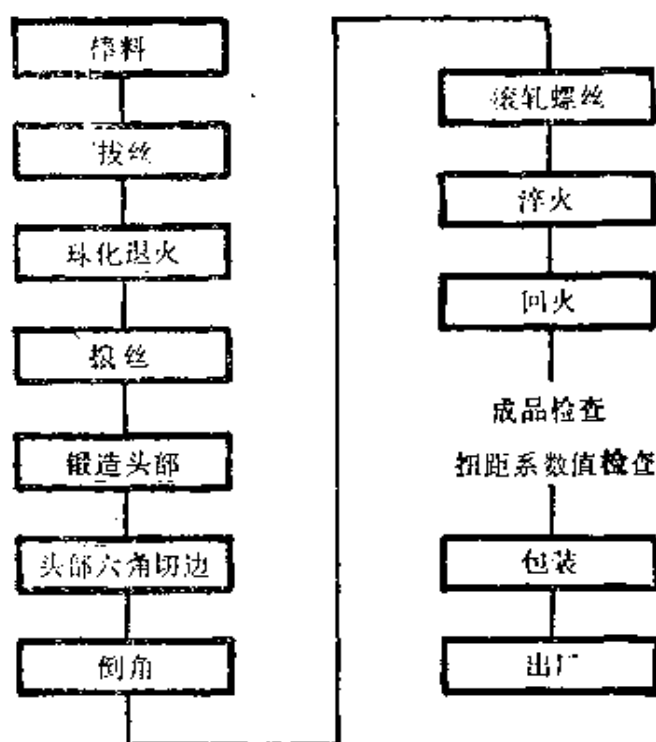 棒料
拔丝
球化退火
拔丝
锻造头部
头部六角切边
倒角
滚轧螺丝
淬火
回火
成品检查
扭距系数值检查
包装
出厂